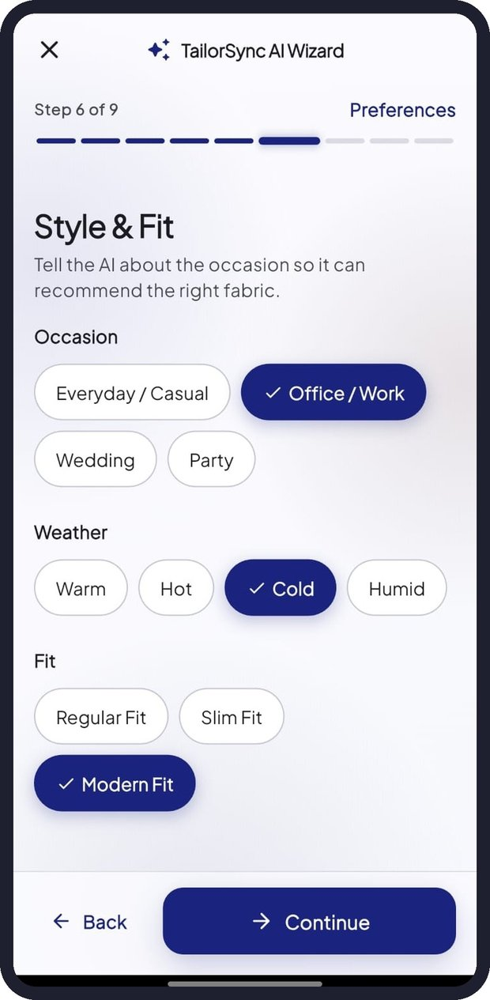 TailorSync AI Wizard
Step 6 of 9
Preferences
Style & Fit
Tell the AI about the occasion so it can
recommend the right fabric.
Occasion
Everyday / Casual
Office / Work
Wedding
Party
Weather
Warm
Hot
Cold
Humid
Fit
Regular Fit
Slim Fit
Modern Fit
Back
Continue